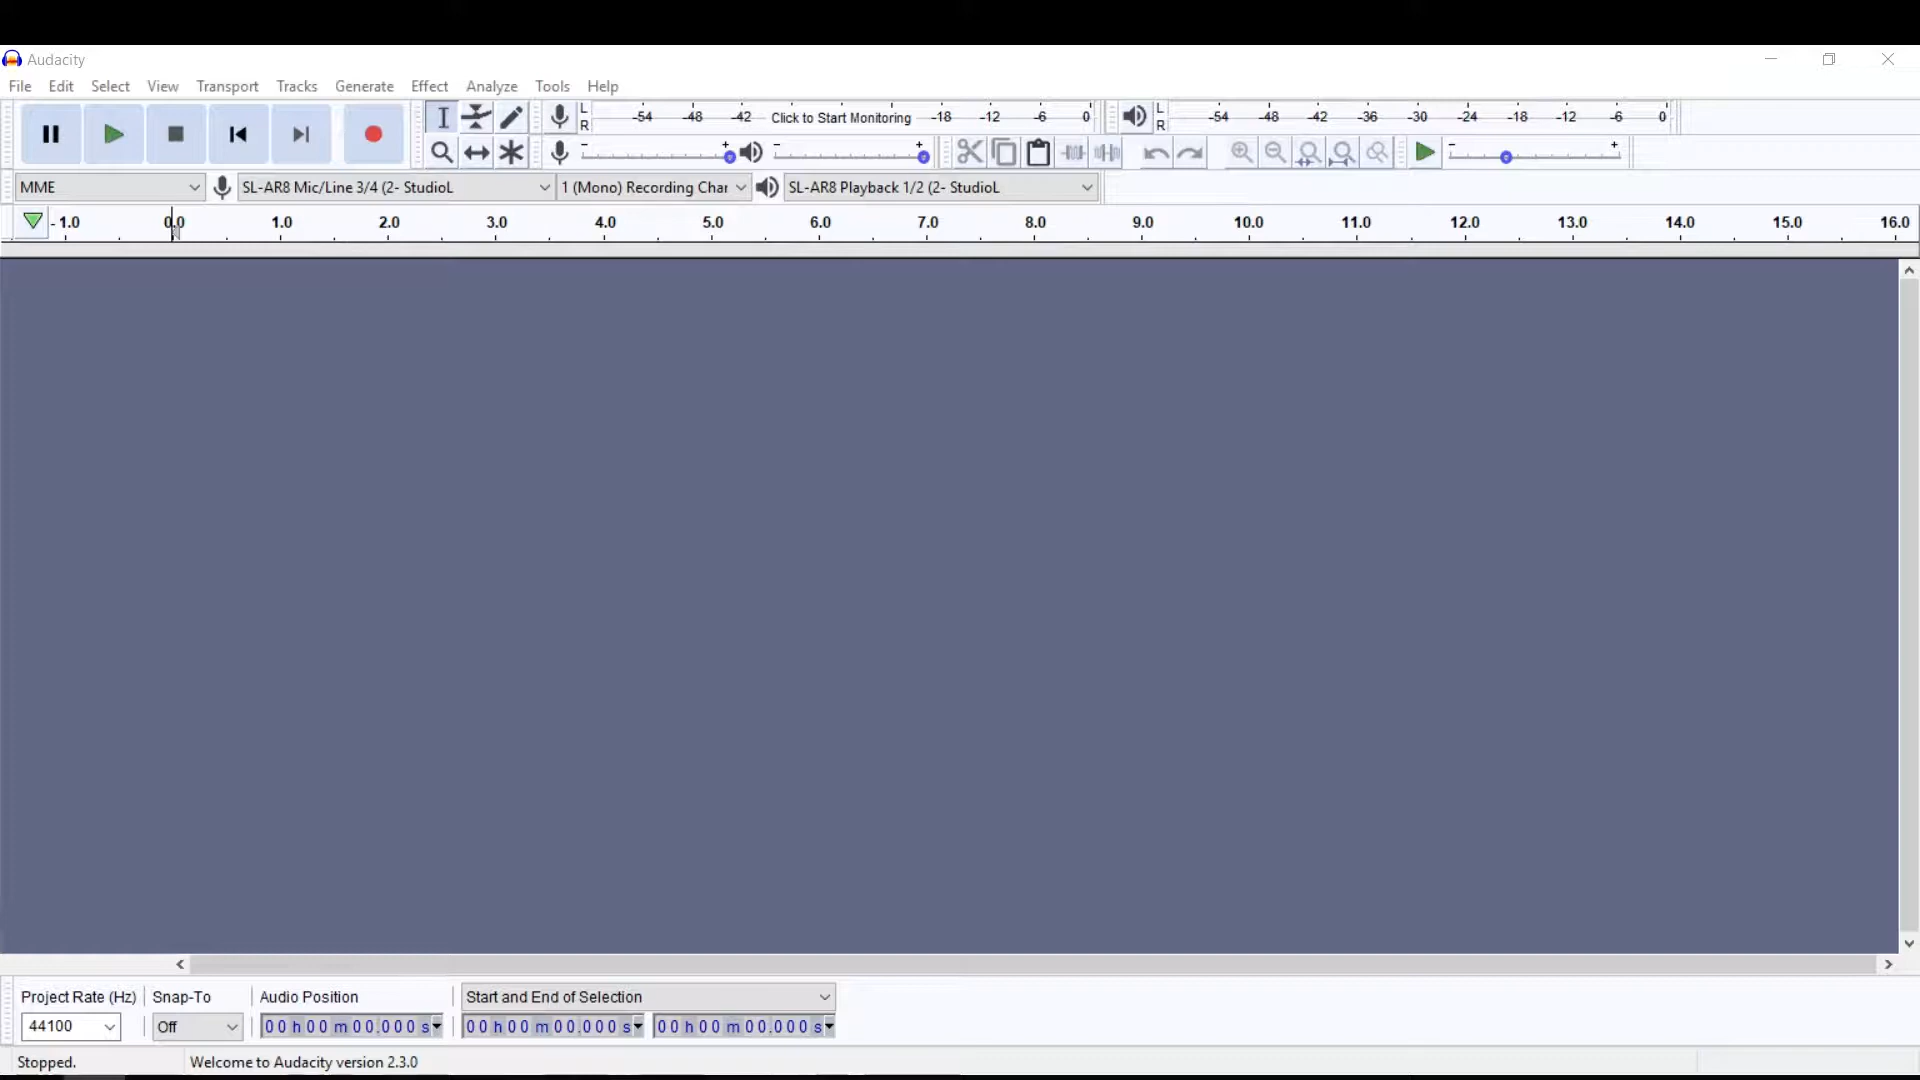 Audacity
File Edit Select View Transport Tracks Generate Effect Analyze Tools Help
L R -54 -48 -42 Click to Start Monitoring -18 -12 -6 0 L R -54 -48 -42 -36 -30 -24 -18 -12 -6 0
- + - + - +
MME SL-AR8 Mic/Line 3/4 (2- StudioL 1 (Mono) Recording Char SL-AR8 Playback 1/2 (2- StudioL
-1.0 0.0 1.0 2.0 3.0 4.0 5.0 6.0 7.0 8.0 9.0 10.0 11.0 12.0 13.0 14.0 15.0 16.0
Project Rate (Hz) Snap-To Audio Position Start and End of Selection
44100 Off 00 h 00 m 00.000 s 00 h 00 m 00.000 s 00 h 00 m 00.000 s
Stopped. Welcome to Audacity version 2.3.0